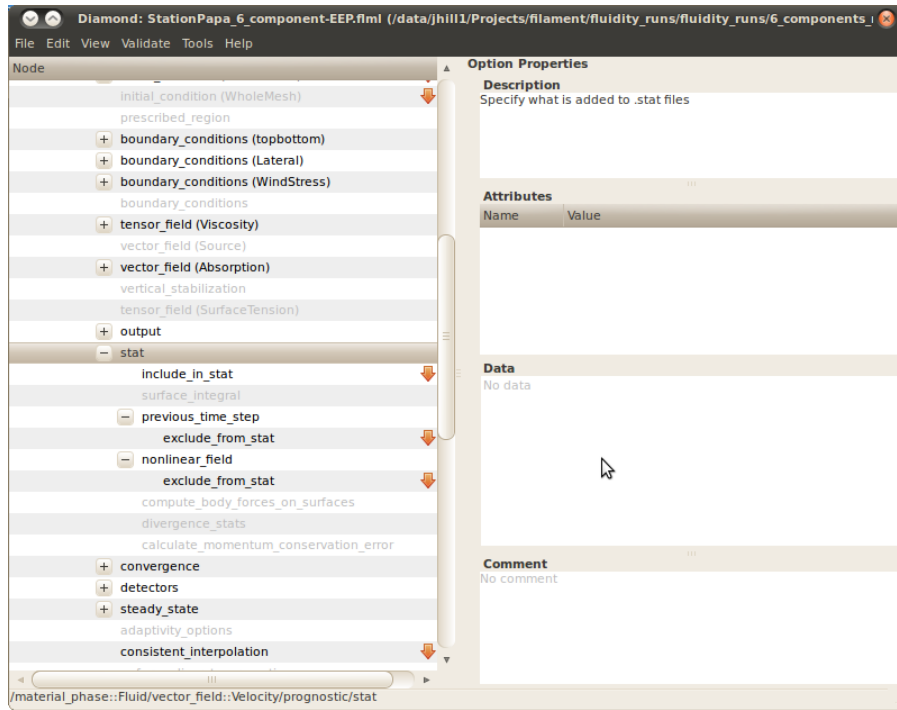 Diamond: StationPapa_6_component-EEP.flml (/data/jhill1/Projects/filament/fluidity_runs/fluidity_runs/6_components_
File Edit View Validate Tools Help
Node
initial_condition (WholeMesh)
prescribed_region
boundary_conditions (topbottom)
boundary_conditions (Lateral)
boundary_conditions (WindStress)
boundary_conditions
tensor_field (Viscosity)
vector_field (Source)
vector_field (Absorption)
vertical_stabilization
tensor_field (SurfaceTension)
output
stat
include_in_stat
surface_integral
previous_time_step
exclude_from_stat
nonlinear_field
exclude_from_stat
compute_body_forces_on_surfaces
divergence_stats
calculate_momentum_conservation_error
convergence
detectors
steady_state
adaptivity_options
consistent_interpolation
/material_phase::Fluid/vector_field::Velocity/prognostic/stat
Option Properties
Description
Specify what is added to .stat files
Attributes
Name Value
Data
No data
Comment
No comment